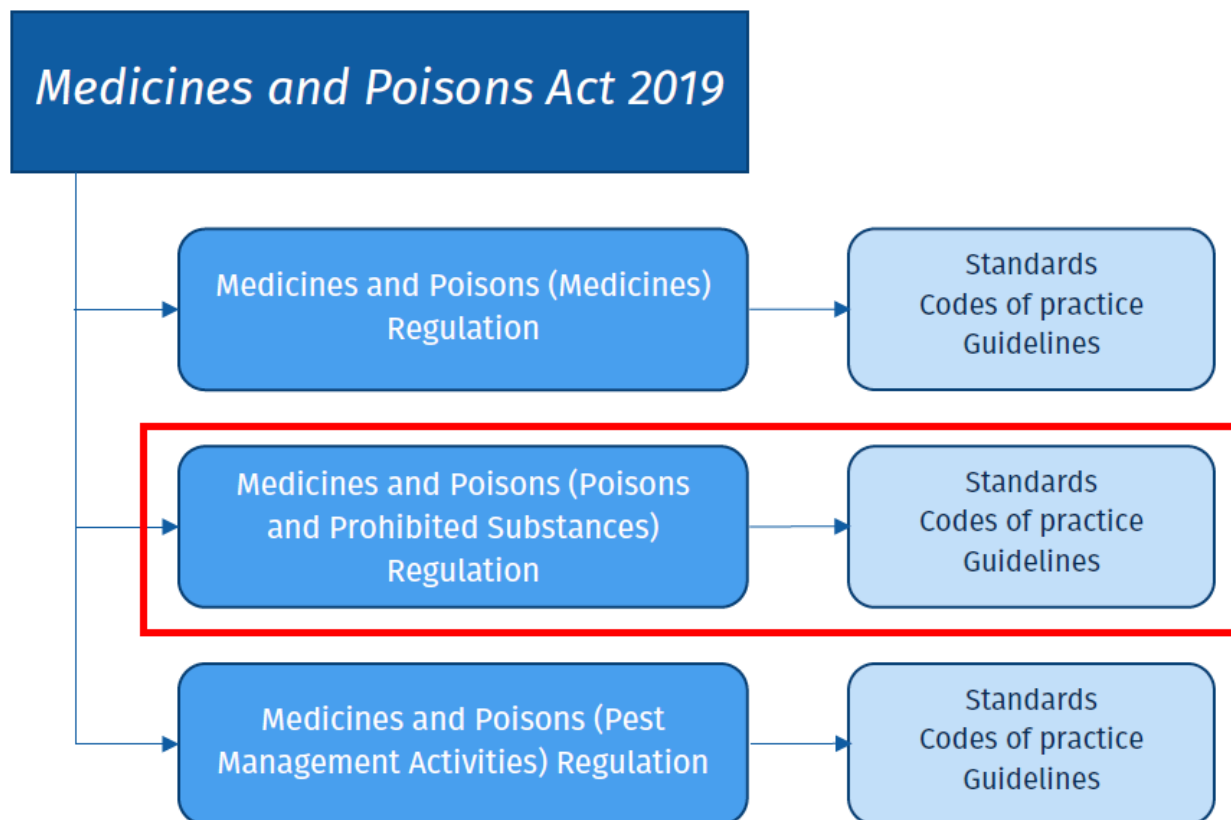 Medicines and Poisons Act 2019
Medicines and Poisons (Medicines)
Regulation
Standards
Codes of practice
Guidelines
Medicines and Poisons (Poisons
and Prohibited Substances)
Regulation
Standards
Codes of practice
Guidelines
Medicines and Poisons (Pest
Management Activities) Regulation
Standards
Codes of practice
Guidelines